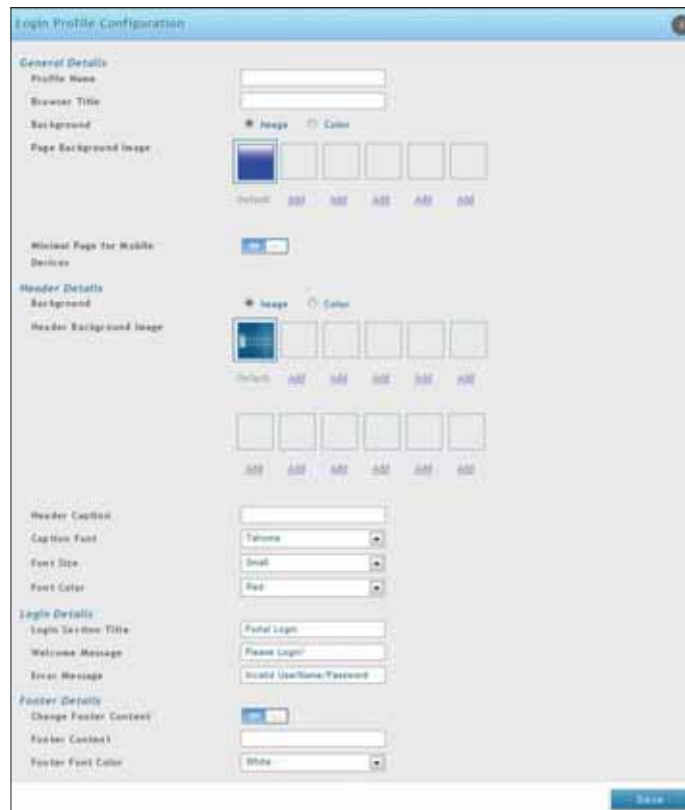 Login Profile Configuration
General Details
Profile Name
Browser Title
Background
Image Color
Page Background Image
Default Add Add Add Add Add
Minimal Page for Mobile
Devices
Header Details
Background
Image Color
Header Background Image
Default Add Add Add Add Add
Add Add Add Add Add Add
Header Caption
Caption Font Tahoma
Font Size Small
Font Color Red
Login Details
Login Section Title Portal Login
Welcome Message Please Login!
Error Message Invalid UserName/Password
Footer Details
Change Footer Content
Footer Content
Footer Font Color White
Save